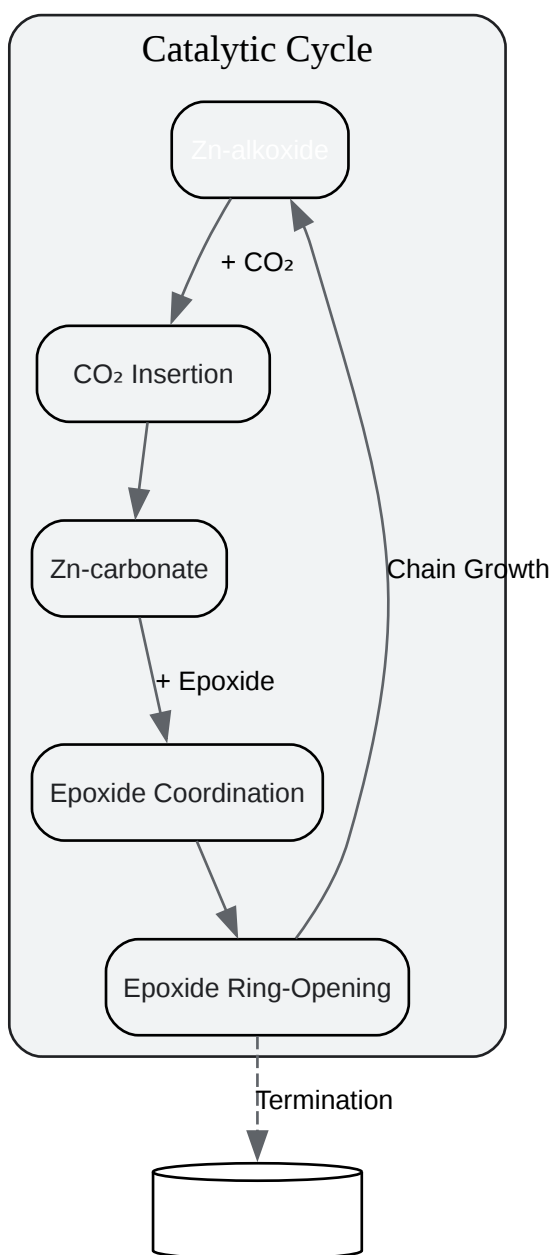 Catalytic Cycle
Zn-alkoxide
+ CO₂
CO₂ Insertion
Zn-carbonate
Chain Growth
+ Epoxide
Epoxide Coordination
Epoxide Ring-Opening
Termination